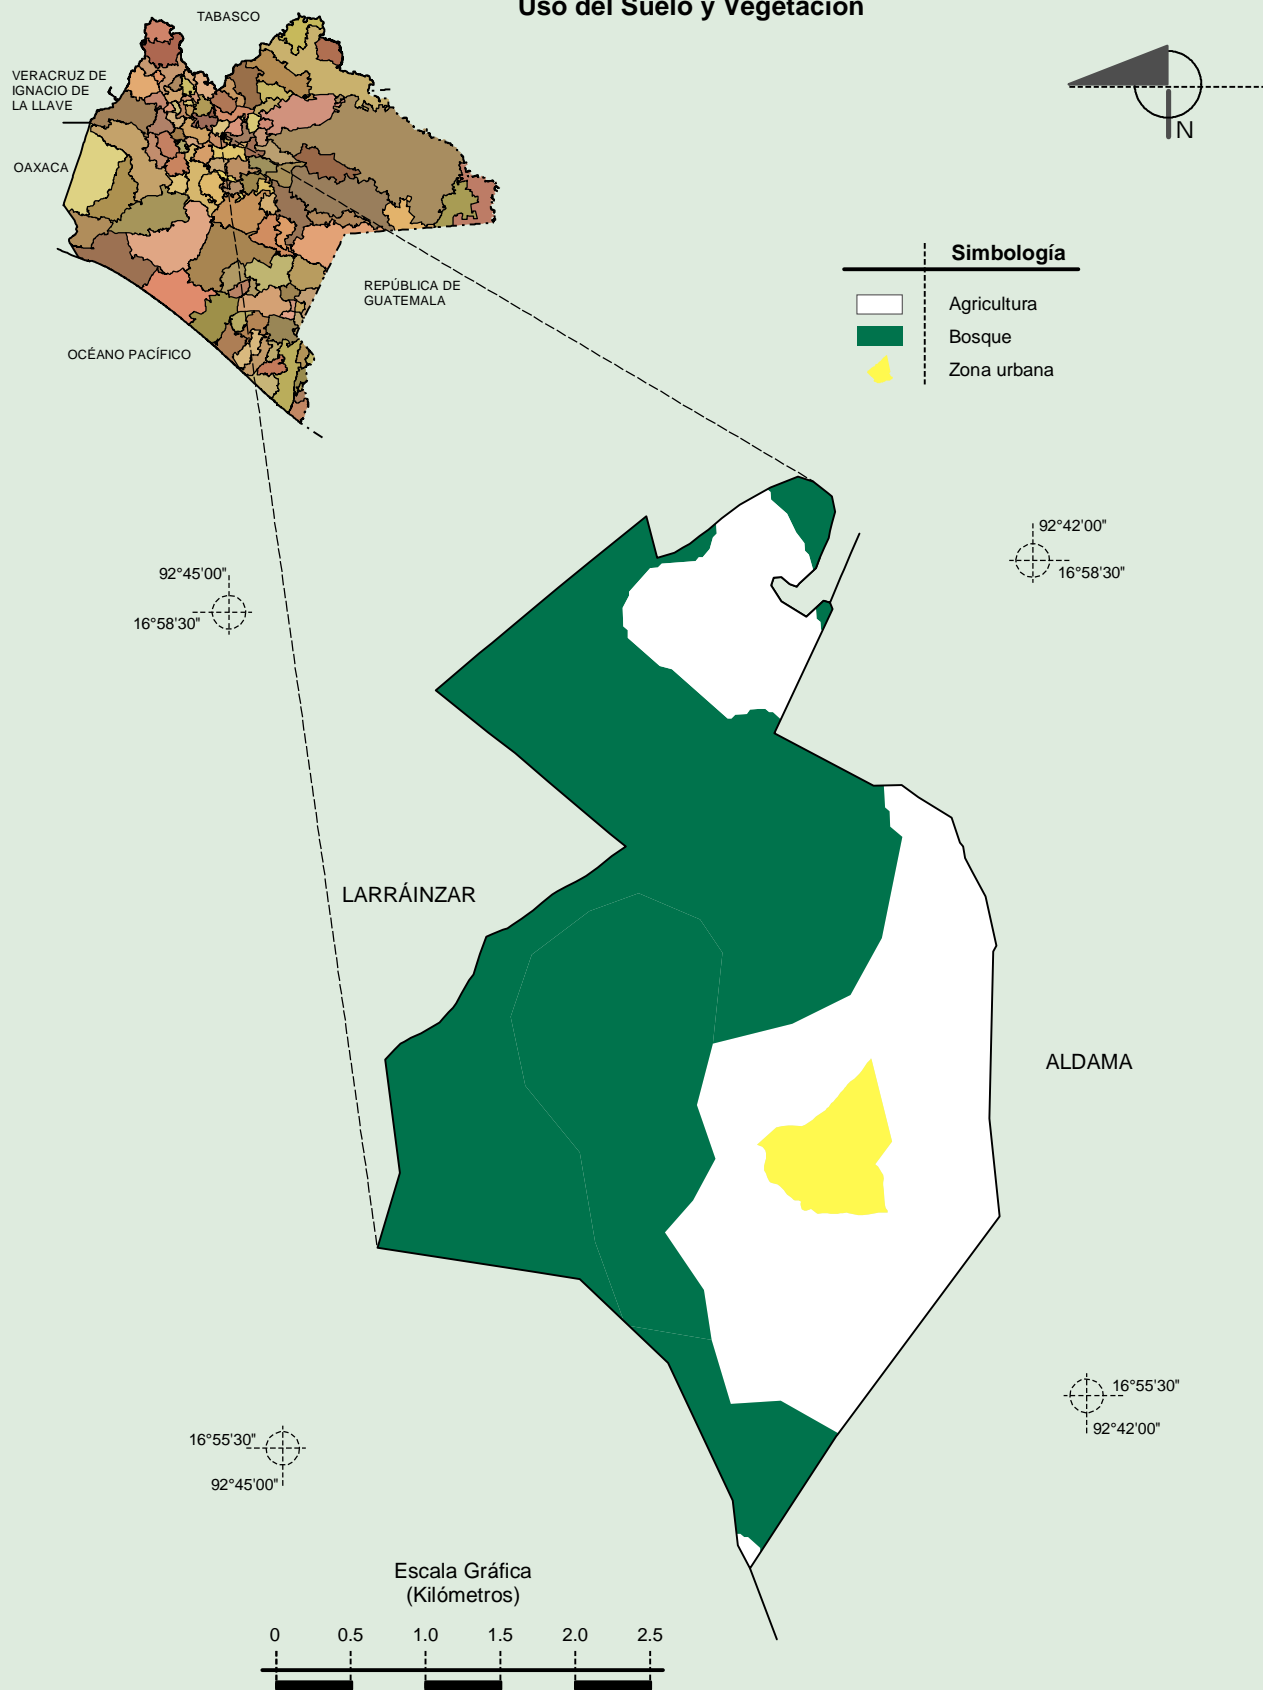 Uso del Suelo y Vegetación
TABASCO
VERACRUZ DE
IGNACIO DE
LA LLAVE
OAXACA
N
REPÚBLICA DE
GUATEMALA
OCÉANO PACÍFICO
Simbología
Agricultura
Bosque
Zona urbana
92°42'00"
16°58'30"
92°45'00"
16°58'30"
LARRÁINZAR
ALDAMA
16°55'30"
92°42'00"
16°55'30"
92°45'00"
Escala Gráfica
(Kilómetros)
0 0.5 1.0 1.5 2.0 2.5